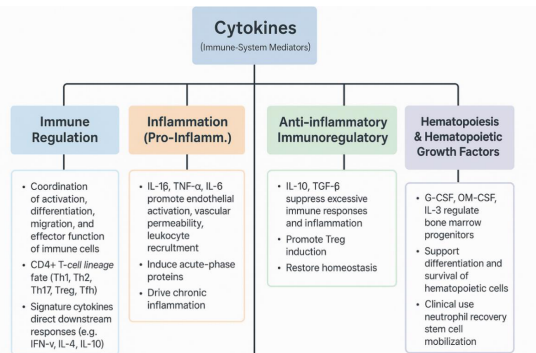 Cytokines
(Immune-System Mediators)
Immune
Regulation
• Coordination
of activation,
differentiation,
migration, and
effector function
of immune cells
• CD4+ T-cell lineage
fate (Th1, Th2,
Th17, Treg, Tfh)
• Signature cytokines
direct downstream
responses (e.g.
IFN-v, IL-4, IL-10)
Inflammation
(Pro-Inflamm.)
• IL-1β, TNF-α, IL-6
promote endothelial
activation, vascular
permeability,
leukocyte
recruitment
• Induce acute-phase
proteins
• Drive chronic
inflammation
Anti-inflammatory
Immunoregulatory
• IL-10, TGF-β
suppress excessive
immune responses
and inflammation
• Promote Treg
induction
• Restore homeostasis
Hematopoiesis
& Hematopoietic
Growth Factors
• G-CSF, OM-CSF,
IL-3 regulate
bone marrow
progenitors
• Support
differentiation and
survival of
hematopoietic cells
• Clinical use
neutrophil recovery
stem cell
mobilization